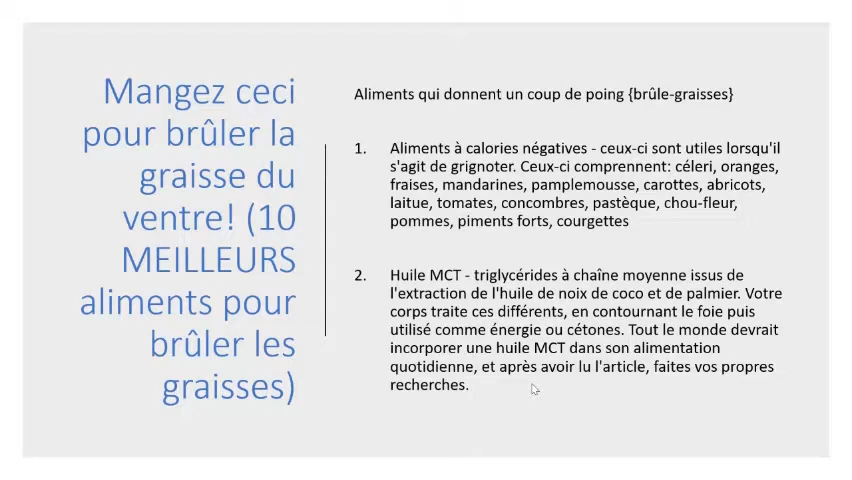 Mangez ceci
pour brûler la
graisse du
ventre! (10
MEILLEURS
aliments pour
brûler les
graisses)
Aliments qui donnent un coup de poing {brûle-graisses}
1. Aliments à calories négatives - ceux-ci sont utiles lorsqu'il
s'agit de grignoter. Ceux-ci comprennent: céleri, oranges,
fraises, mandarines, pamplemousse, carottes, abricots,
laitue, tomates, concombres, pastèque, chou-fleur,
pommes, piments forts, courgettes
2. Huile MCT - triglycérides à chaîne moyenne issus de
l'extraction de l'huile de noix de coco et de palmier. Votre
corps traite ces différents, en contournant le foie puis
utilisé comme énergie ou cétones. Tout le monde devrait
incorporer une huile MCT dans son alimentation
quotidienne, et après avoir lu l'article, faites vos propres
recherches.